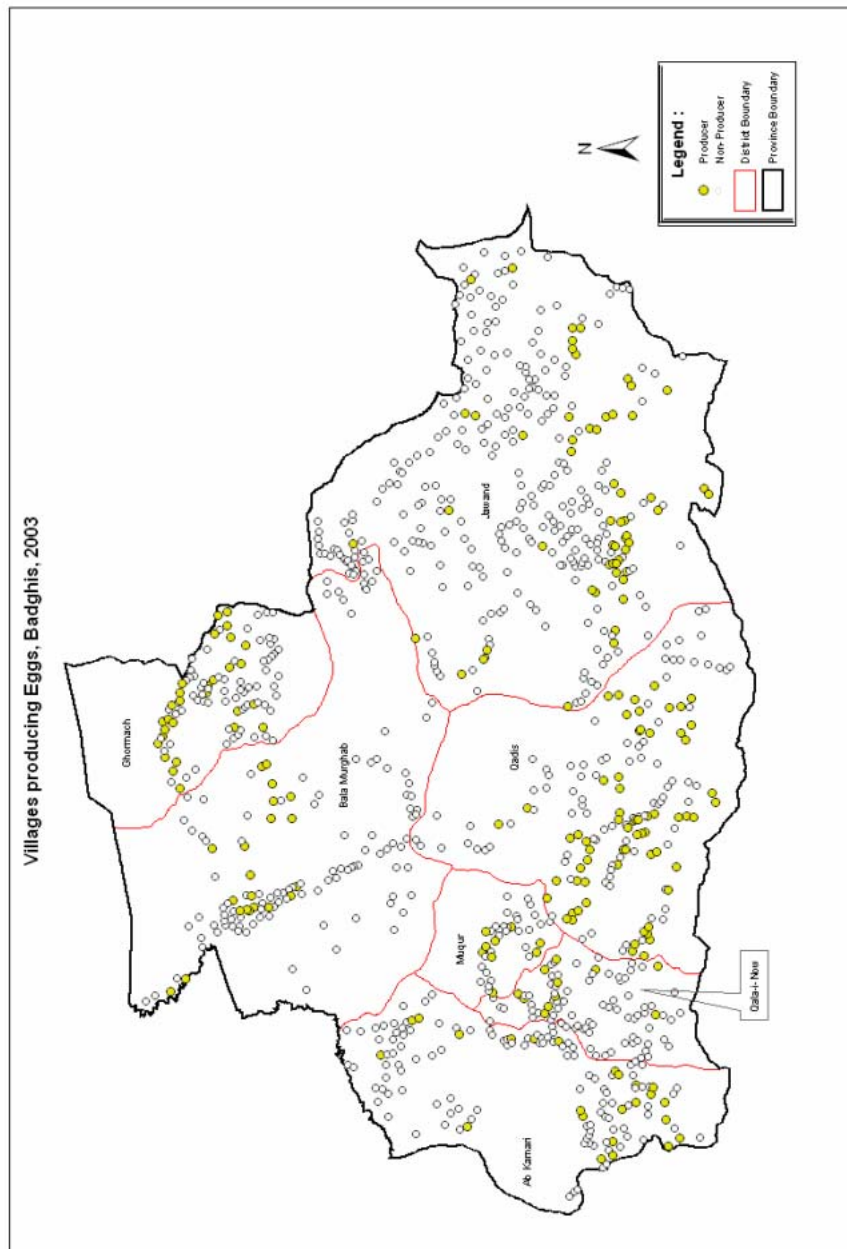 Villages producing Eggs, Badghis, 2003
N
Legend :
Producer
Non-Producer
District Boundary
Province Boundary
Ghormach
Bala Murghab
Jawand
Qadis
Muqur
Ab Kamari
Qala-i- Now